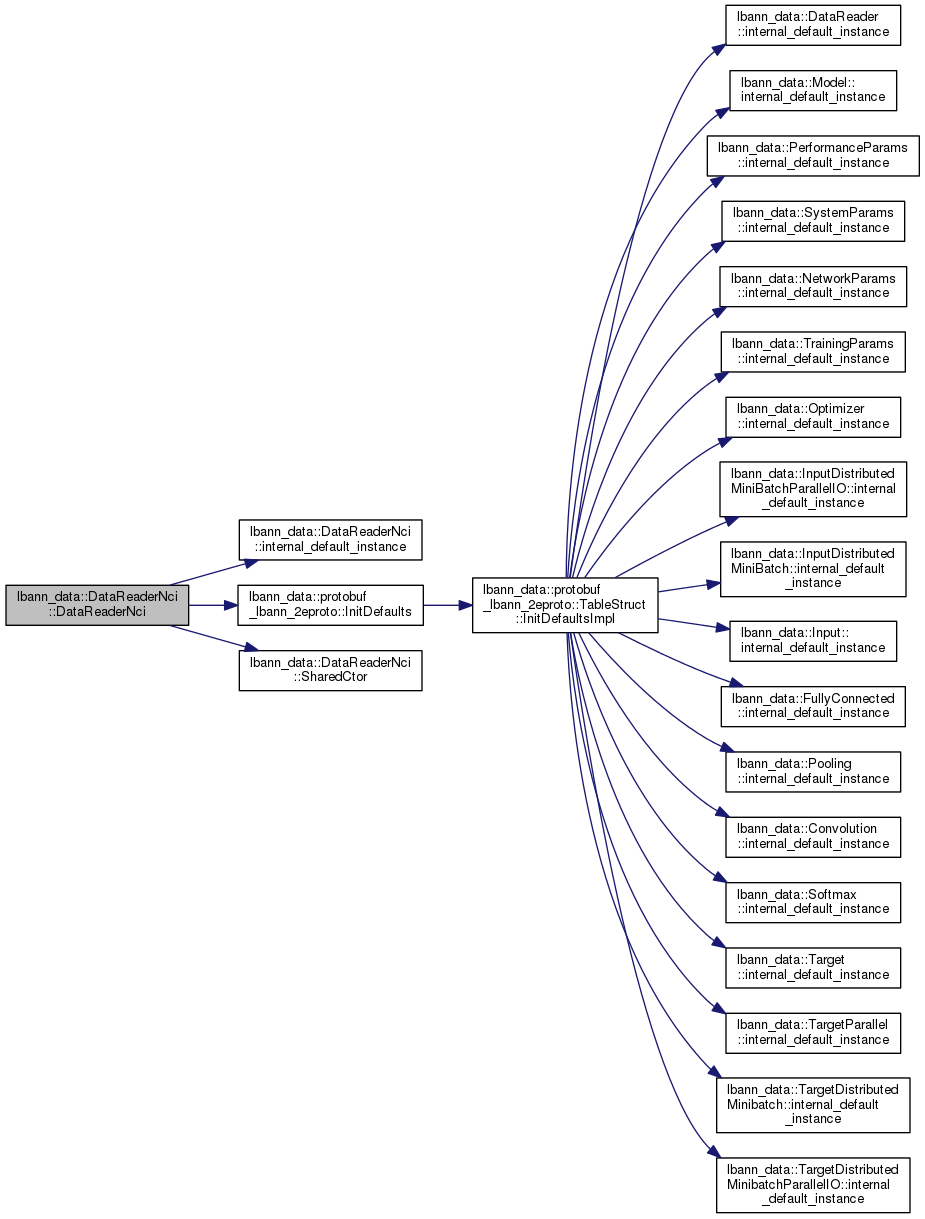 lbann_data::DataReader
::internal_default_instance
lbann_data::Model::
internal_default_instance
lbann_data::PerformanceParams
::internal_default_instance
lbann_data::SystemParams
::internal_default_instance
lbann_data::NetworkParams
::internal_default_instance
lbann_data::TrainingParams
::internal_default_instance
lbann_data::Optimizer
::internal_default_instance
lbann_data::InputDistributed
MiniBatchParallelIO::internal
_default_instance
lbann_data::DataReaderNci
::internal_default_instance
lbann_data::InputDistributed
MiniBatch::internal_default
_instance
lbann_data::DataReaderNci
::DataReaderNci
lbann_data::protobuf
_lbann_2eproto::InitDefaults
lbann_data::protobuf
_lbann_2eproto::TableStruct
::InitDefaultsImpl
lbann_data::Input::
internal_default_instance
lbann_data::DataReaderNci
::SharedCtor
lbann_data::FullyConnected
::internal_default_instance
lbann_data::Pooling
::internal_default_instance
lbann_data::Convolution
::internal_default_instance
lbann_data::Softmax
::internal_default_instance
lbann_data::Target
::internal_default_instance
lbann_data::TargetParallel
::internal_default_instance
lbann_data::TargetDistributed
Minibatch::internal_default
_instance
lbann_data::TargetDistributed
MinibatchParallelIO::internal
_default_instance